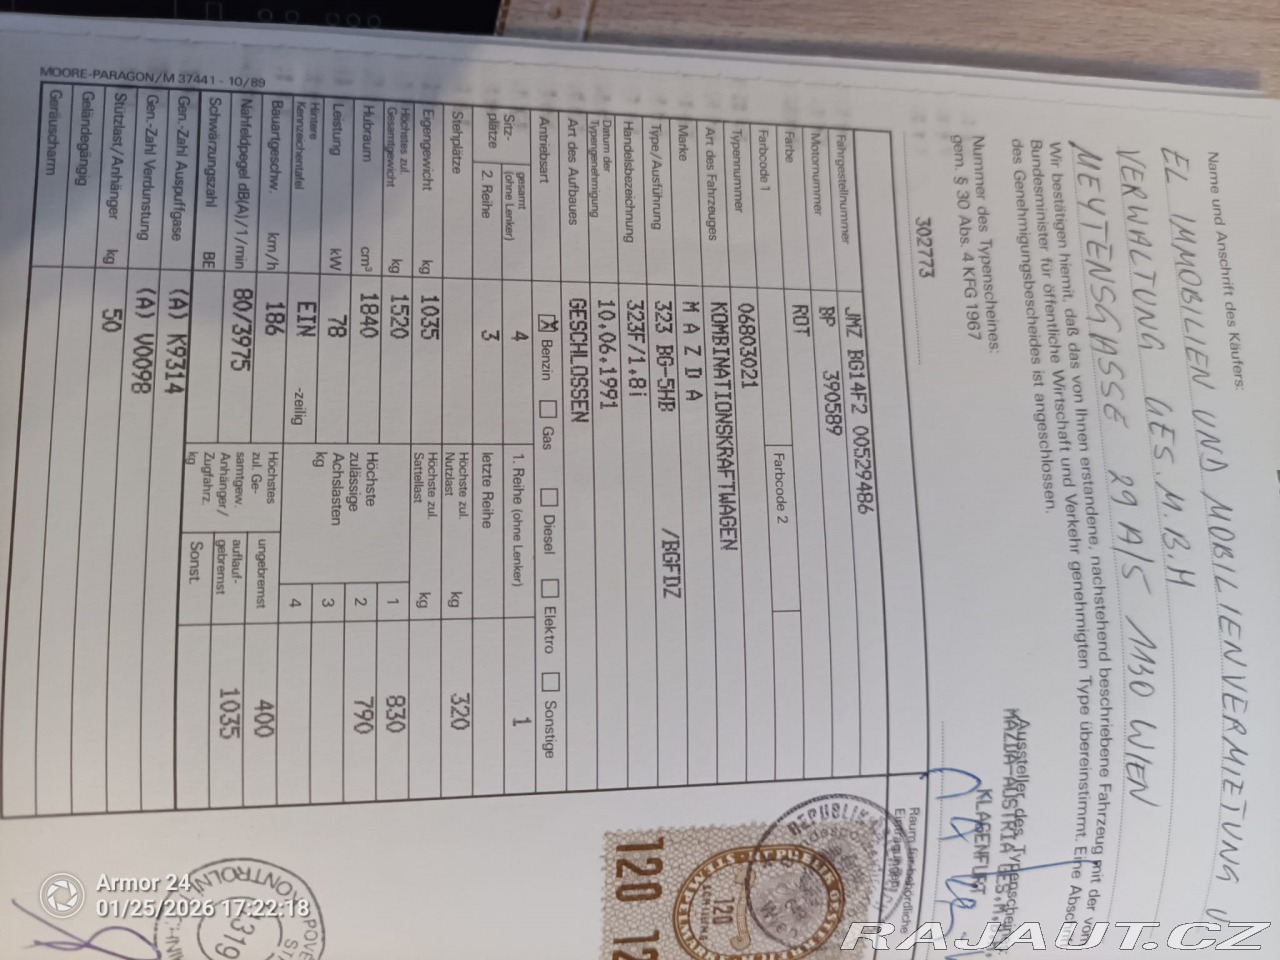 Name und Anschrift des Käufers:
EL IMMOBILIEN UND MOBILIENVERMIETUNG U
VERWALTUNG GES.M.B.H
MEYTENSGASSE 29 A/5 1130 WIEN
Wir bestätigen hiemit, daß das von Ihnen erstandene, nachstehend beschriebene Fahrzeug mit der vom
Bundesminister für öffentliche Wirtschaft und Verkehr genehmigten Type übereinstimmt. Eine Abschrift
des Genehmigungsbescheides ist angeschlossen.
Nummer des Typenscheines:
gem. § 30 Abs. 4 KFG 1967
302773
Aussteller des Typenscheines:
MAZDA AUSTRIA GES.M.
KLAGENFURT
Fahrgestellnummer JMZ BG14F2 00529486
Motornummer BP 390589
Farbe ROT
Farbcode 1 Farbcode 2
Typennummer 06803021
Art des Fahrzeuges KOMBINATIONSKRAFTWAGEN
Marke M A Z D A
Type/Ausführung 323 BG-5HB /BGFDZ
Handelsbezeichnung 323F/1.8i
Datum der Typengenehmigung 10.06.1991
Art des Aufbaues GESCHLOSSEN
Antriebsart X Benzin Gas Diesel Elektro Sonstige
Sitzplätze gesamt (ohne Lenker) 4 1. Reihe (ohne Lenker) 1
2. Reihe 3 letzte Reihe
Stehplätze Höchste zul. Nutzlast kg 320
Eigengewicht kg 1035 Höchste zul. Sattellast kg
Höchstes zul. Gesamtgewicht kg 1520 Höchste zulässige Achslasten kg 1 830
Hubraum cm³ 1840 2 790
Leistung kW 78 3
Hintere Kennzeichentafel EIN -zeilig 4
Bauartgeschw. km/h 186 Höchstes zul. Gesamtgew. Anhänger/Zugfahrz. kg ungebremst 400
Nahfeldpegel dB(A)/1/min 80/3975 auflaufgebremst 1035
Schwärzungszahl BE Sonst.
Gen.-Zahl Auspuffgase (A) K9314
Gen.-Zahl Verdunstung (A) V0098
Stützlast/Anhänger kg 50
Geländegängig
Geräuscharm
MOORE-PARAGON/M 37441 - 10/89
Raum für behördliche
Eintragungen
REPUBLIK
120
120
KONTROLNÍ
Armor 24
01/25/2026 17:22:18
RAJAUT.CZ